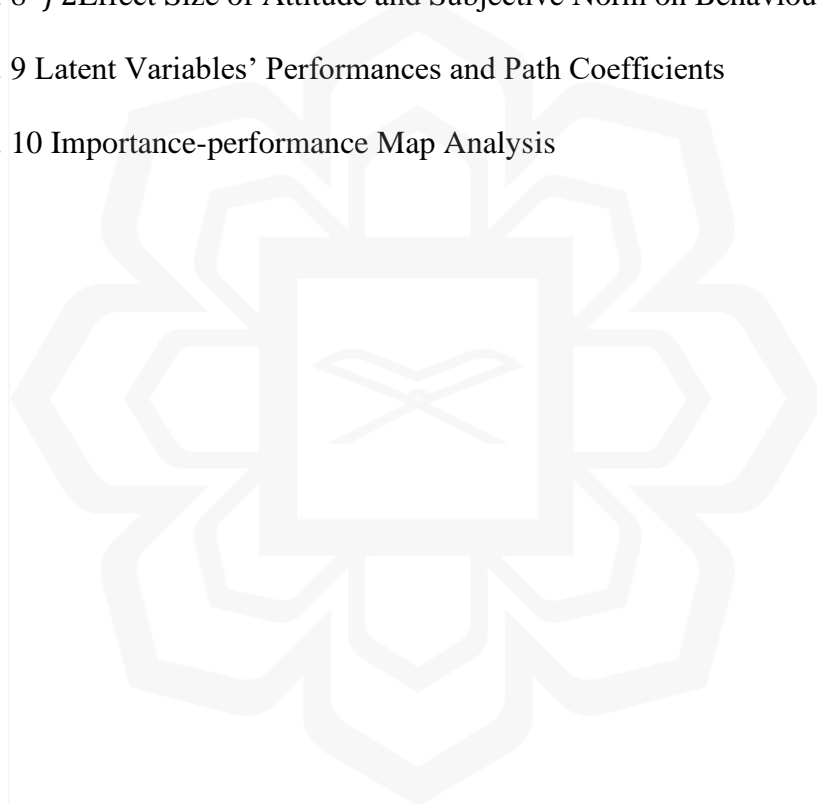 8 f 2Effect Size of Attitude and Subjective Norm on Behaviou
9 Latent Variables’ Performances and Path Coefficients
10 Importance-performance Map Analysis